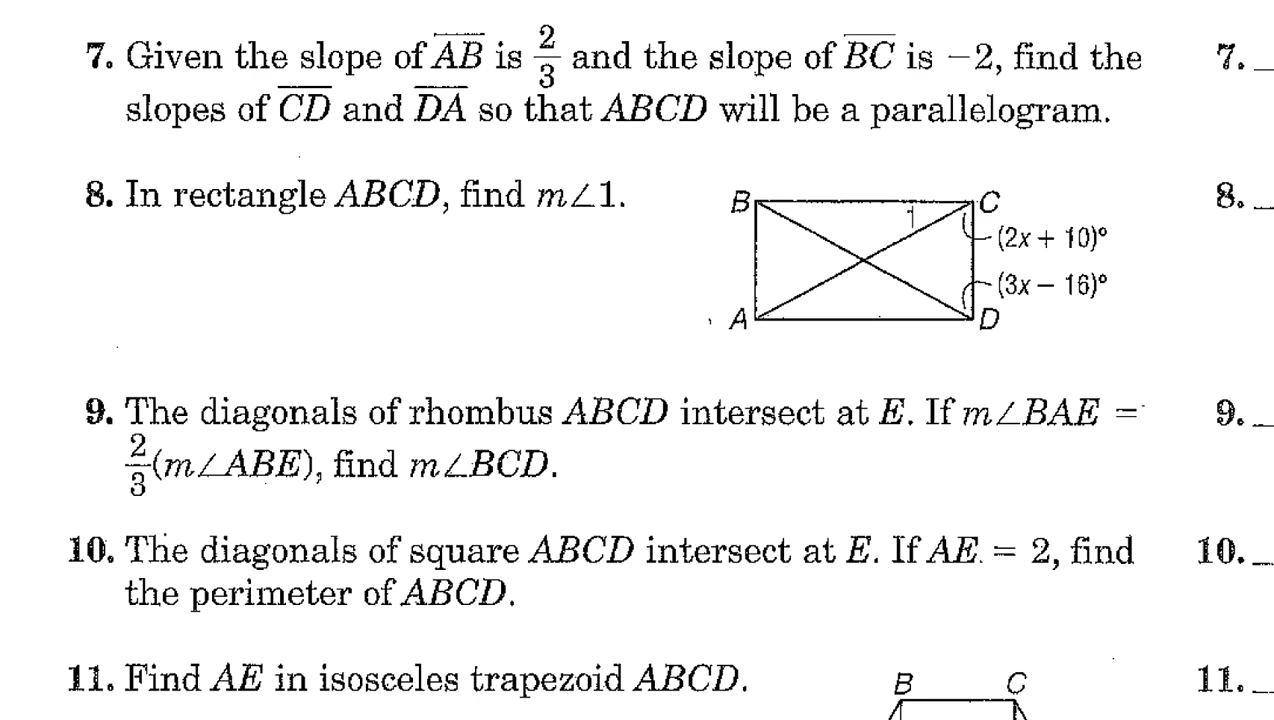 7. Given the slope of AB is 2/3 and the slope of BC is −2, find the 7.
slopes of CD and DA so that ABCD will be a parallelogram.
8. In rectangle ABCD, find m∠1. 8.
B C
1
(2x + 10)°
(3x − 16)°
A D
9. The diagonals of rhombus ABCD intersect at E. If m∠BAE = 9.
2/3(m∠ABE), find m∠BCD.
10. The diagonals of square ABCD intersect at E. If AE = 2, find 10.
the perimeter of ABCD.
11. Find AE in isosceles trapezoid ABCD. 11.
B C